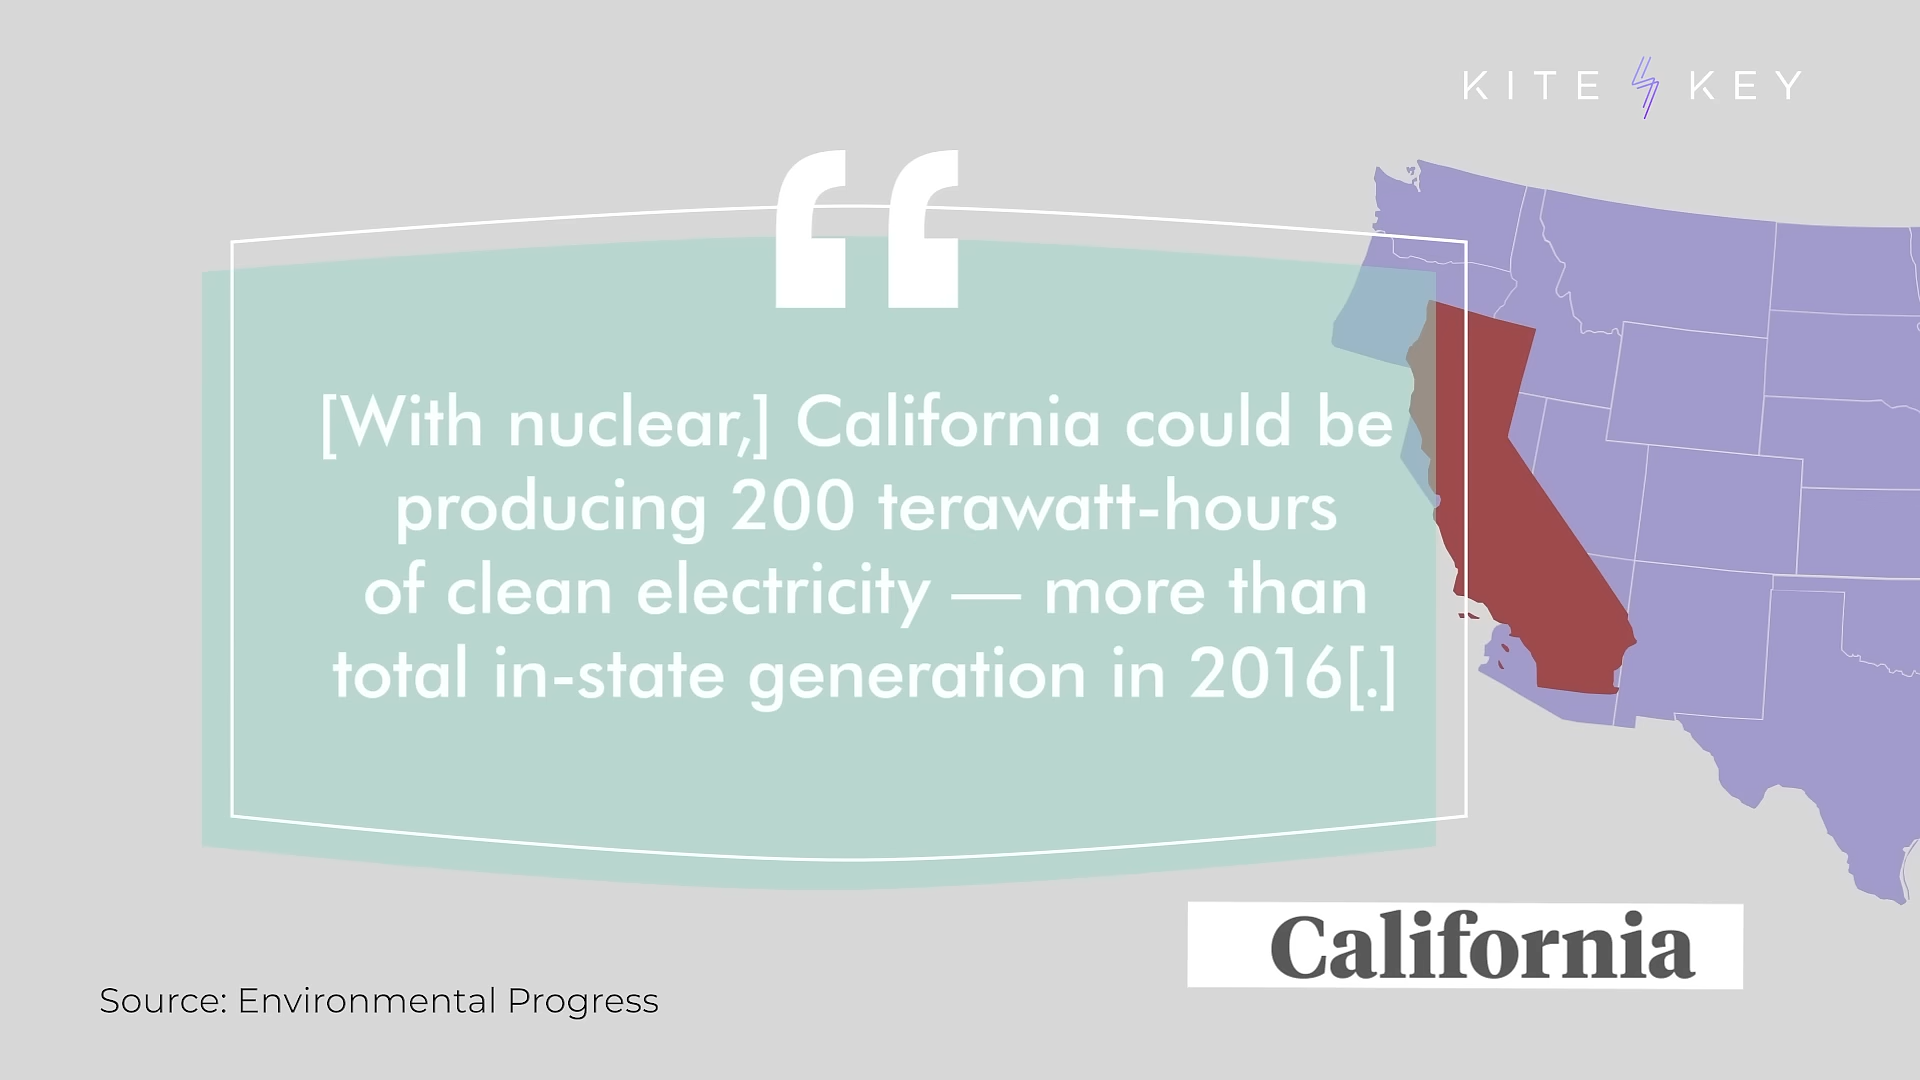 KITE KEY
“
[With nuclear,] California could be
producing 200 terawatt-hours
of clean electricity — more than
total in-state generation in 2016[.]
California
Source: Environmental Progress